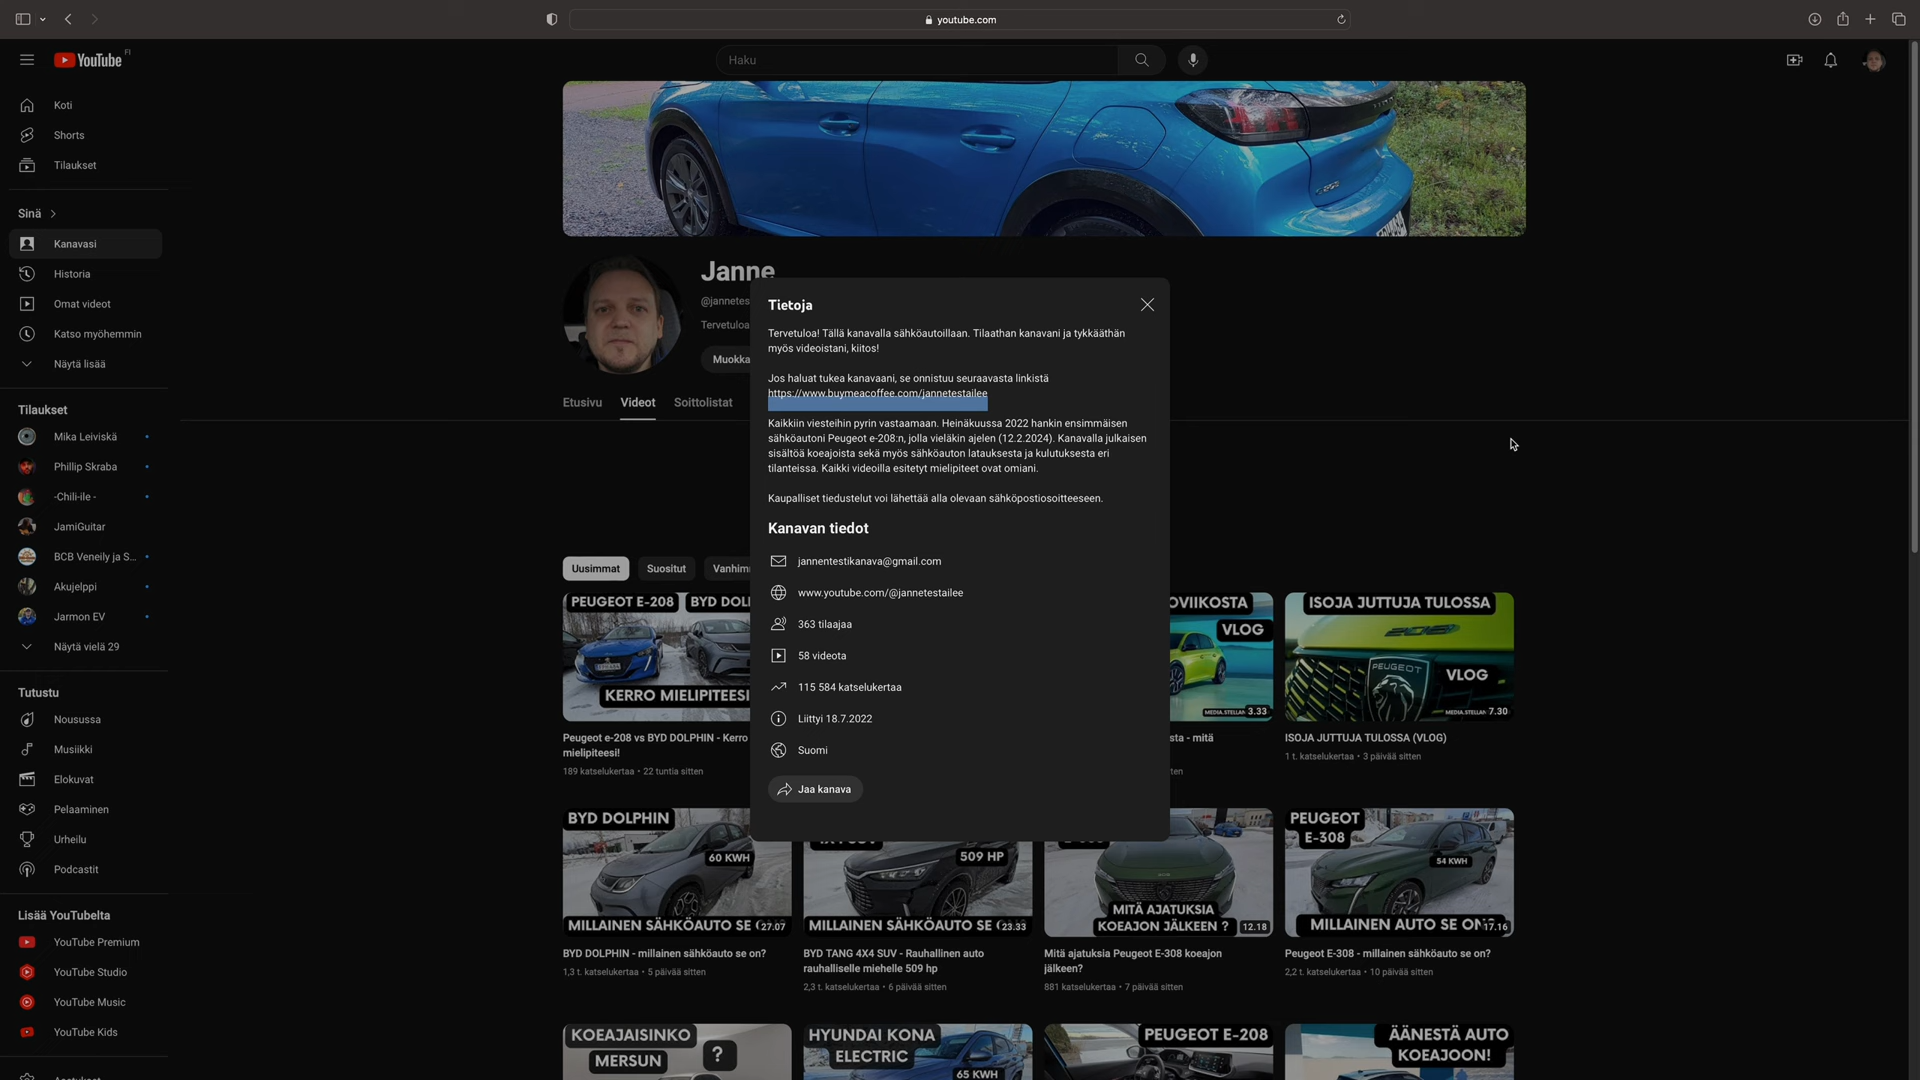 youtube.com
YouTube FI
Haku
Koti
Shorts
Tilaukset
Sinä
Kanavasi
Historia
Omat videot
Katso myöhemmin
Näytä lisää
Tilaukset
Mika Leiviskä
Phillip Skraba
-Chili-ile -
JamiGuitar
BCB Veneily ja S...
Akujelppi
Jarmon EV
Näytä vielä 29
Tutustu
Nousussa
Musiikki
Elokuvat
Pelaaminen
Urheilu
Podcastit
Lisää YouTubelta
YouTube Premium
YouTube Studio
YouTube Music
YouTube Kids
Janne
@jannetes
Tervetuloa
Muokka
Etusivu
Videot
Soittolistat
Tietoja
Tervetuloa! Tällä kanavalla sähköautoillaan. Tilaathan kanavani ja tykkääthän
myös videoistani, kiitos!
Jos haluat tukea kanavaani, se onnistuu seuraavasta linkistä
https://www.buymeacoffee.com/jannetestailee
Kaikkiin viesteihin pyrin vastaamaan. Heinäkuussa 2022 hankin ensimmäisen
sähköautoni Peugeot e-208:n, jolla vieläkin ajelen (12.2.2024). Kanavalla julkaisen
sisältöä koeajoista sekä myös sähköauton latauksesta ja kulutuksesta eri
tilanteissa. Kaikki videoilla esitetyt mielipiteet ovat omiani.
Kaupalliset tiedustelut voi lähettää alla olevaan sähköpostiosoitteeseen.
Kanavan tiedot
jannentestikanava@gmail.com
www.youtube.com/@jannetestailee
363 tilaajaa
58 videota
115 584 katselukertaa
Liittyi 18.7.2022
Suomi
Jaa kanava
Uusimmat
Suositut
Vanhim
PEUGEOT E-208 BYD DOL
KERRO MIELIPITEESI
Peugeot e-208 vs BYD DOLPHIN - Kerro
mielipiteesi!
189 katselukertaa • 22 tuntia sitten
OVIIKOSTA
VLOG
MEDIA.STELLAN 3.33
sta - mitä
ten
ISOJA JUTTUJA TULOSSA
208
PEUGEOT
VLOG
MEDIA.STELLAN 7.30
ISOJA JUTTUJA TULOSSA (VLOG)
1 t. katselukertaa • 3 päivää sitten
BYD DOLPHIN
60 KWH
MILLAINEN SÄHKÖAUTO SE 27.07
BYD DOLPHIN - millainen sähköauto se on?
1,3 t. katselukertaa • 5 päivää sitten
509 HP
MILLAINEN SÄHKÖAUTO SE 23.33
BYD TANG 4X4 SUV - Rauhallinen auto
rauhalliselle miehelle 509 hp
2,3 t. katselukertaa • 6 päivää sitten
MITÄ AJATUKSIA
KOEAJON JÄLKEEN ? 12.18
Mitä ajatuksia Peugeot E-308 koeajon
jälkeen?
881 katselukertaa • 7 päivää sitten
PEUGEOT
E-308
54 KWH
MILLAINEN AUTO SE ON 17.16
Peugeot E-308 - millainen sähköauto se on?
2,2 t. katselukertaa • 10 päivää sitten
KOEAJAISINKO
MERSUN ?
HYUNDAI KONA
ELECTRIC
65 KWH
PEUGEOT E-208
ÄÄNESTÄ AUTO
KOEAJOON!